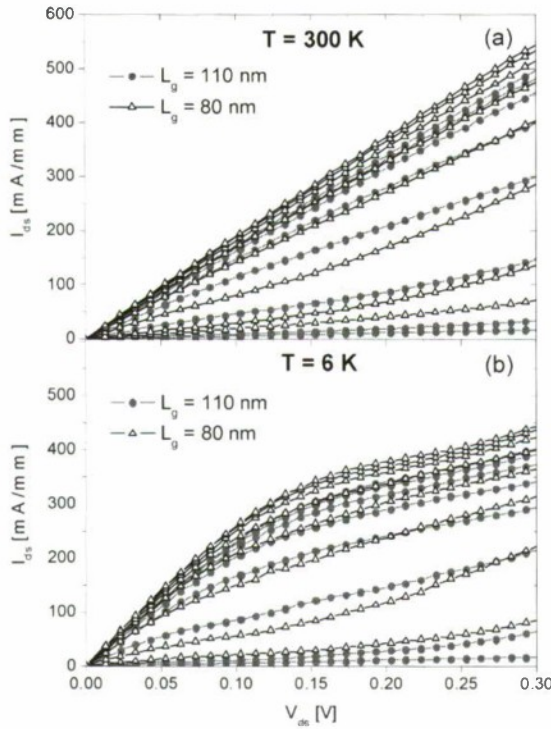 600
T = 300 K
(a)
L_g = 110 nm
L_g = 80 nm
500
400
300
200
100
0
I_ds [mA/mm]
T = 6 K
(b)
L_g = 110 nm
L_g = 80 nm
500
400
300
200
100
0
I_ds [mA/mm]
0.00 0.05 0.10 0.15 0.20 0.25 0.30
V_ds [V]